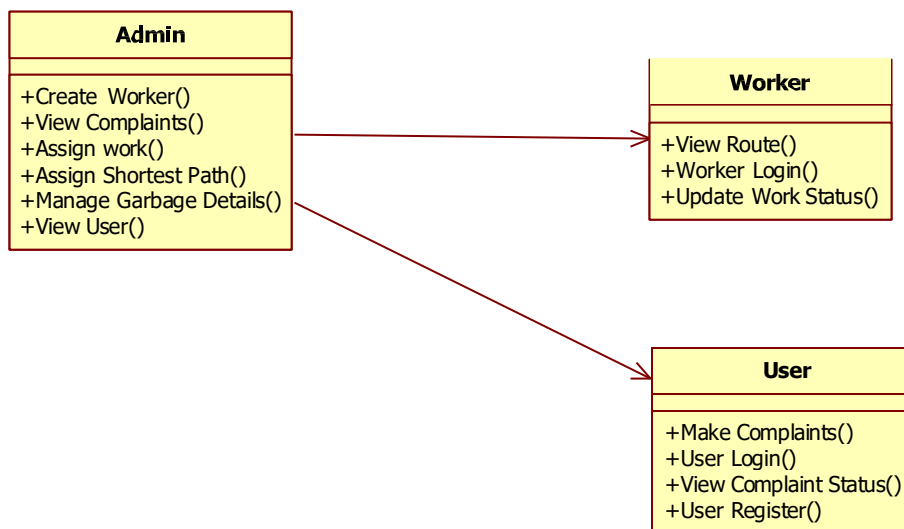 Admin
+Create Worker()
+View Complaints()
+Assign work()
+Assign Shortest Path()
+Manage Garbage Details()
+View User()
Worker
+View Route()
+Worker Login()
+Update Work Status()
User
+Make Complaints()
+User Login()
+View Complaint Status()
+User Register()